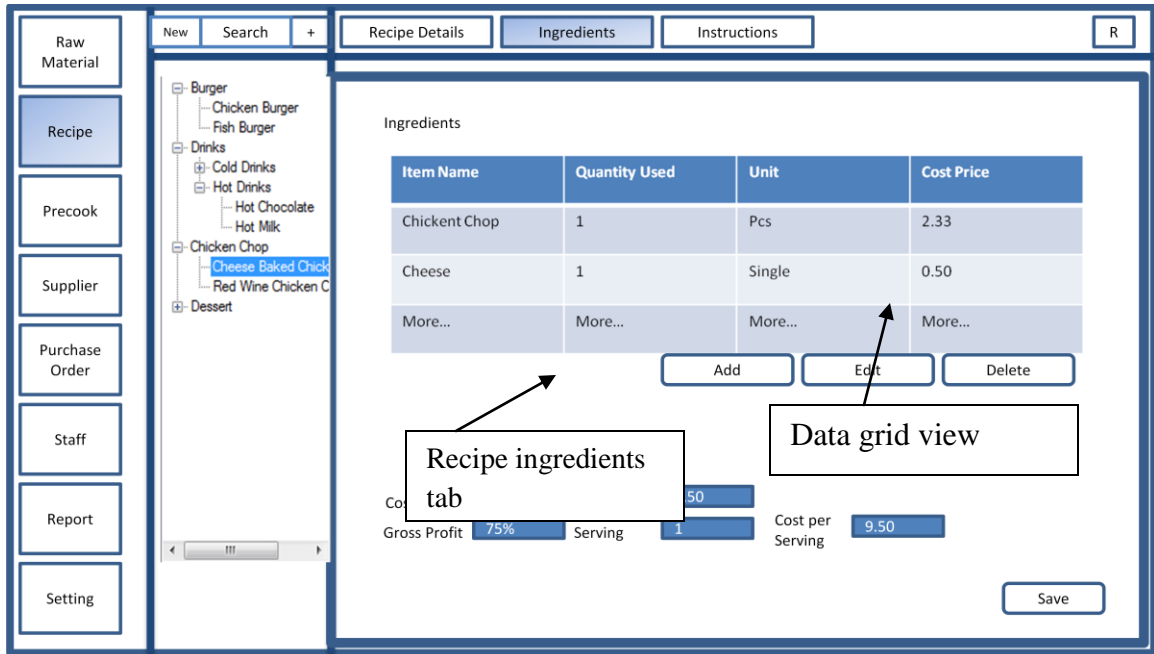 Raw
Material
Recipe
Precook
Supplier
Purchase
Order
Staff
Report
Setting
New Search +
Burger
Chicken Burger
Fish Burger
Drinks
Cold Drinks
Hot Drinks
Hot Chocolate
Hot Milk
Chicken Chop
Cheese Baked Chick
Red Wine Chicken C
Dessert
Recipe Details Ingredients Instructions R
Ingredients
Item Name Quantity Used Unit Cost Price
Chickent Chop 1 Pcs 2.33
Cheese 1 Single 0.50
More... More... More... More...
Add Edit Delete
Recipe ingredients
tab
Data grid view
Gross Profit 75% Serving 1 Cost per
Serving 9.50
Save